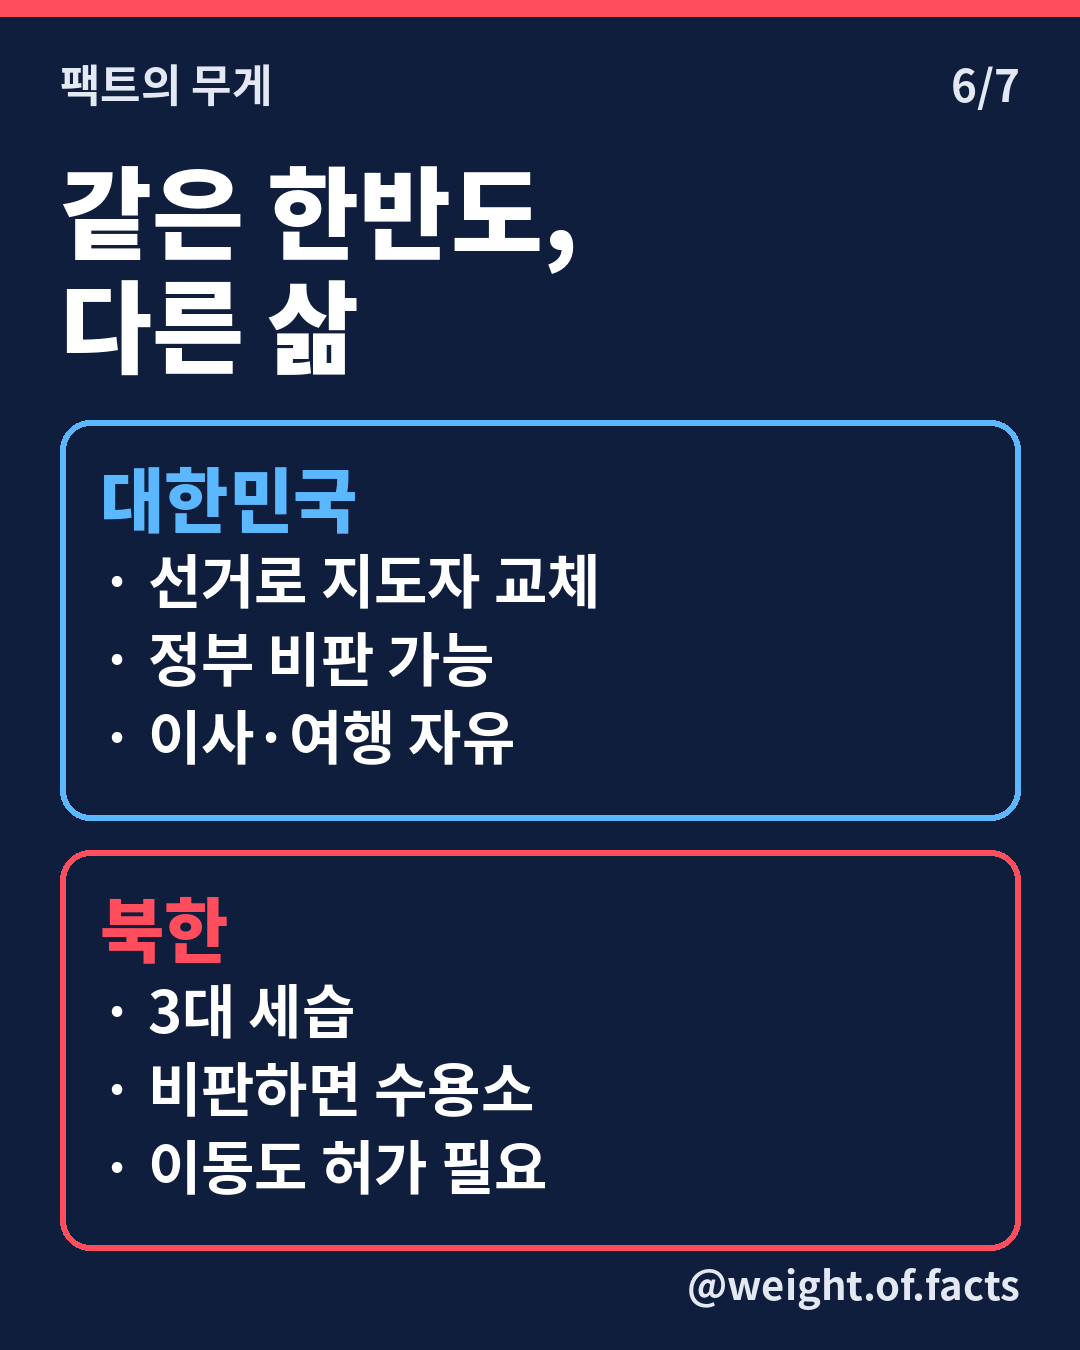 팩트의 무게
6/7
같은 한반도,
다른 삶
대한민국
· 선거로 지도자 교체
· 정부 비판 가능
· 이사·여행 자유
북한
· 3대 세습
· 비판하면 수용소
· 이동도 허가 필요
@weight.of.facts